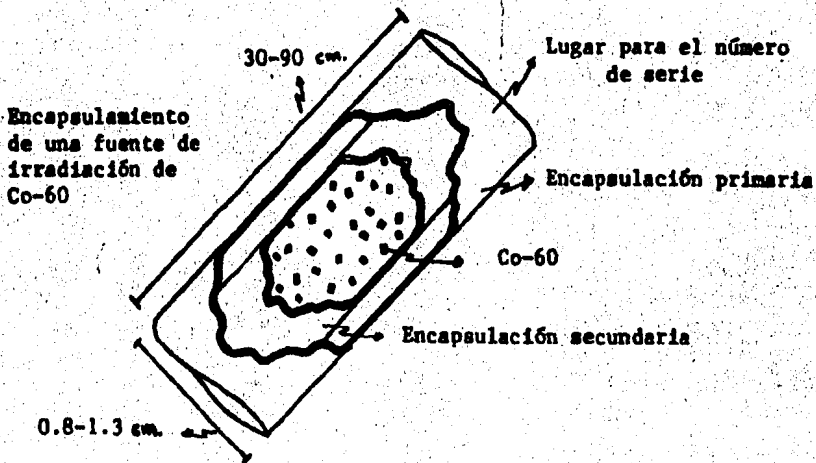 30-90 cm.
Lugar para el número
de serie
Encapsulamiento
de una fuente de
irradiación de
Co-60
Encapsulación primaria
Co-60
Encapsulación secundaria
0.8-1.3 cm.